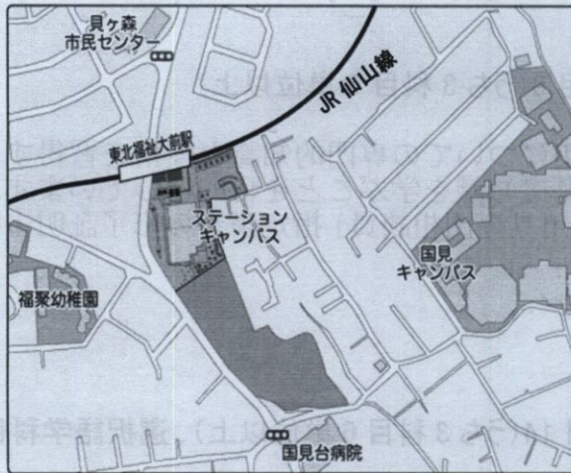 見ヶ森
市民センター
JR 仙山線
東北福祉大前駅
ステーション
キャンパス
国見
キャンパス
福聚幼稚園
国見台病院